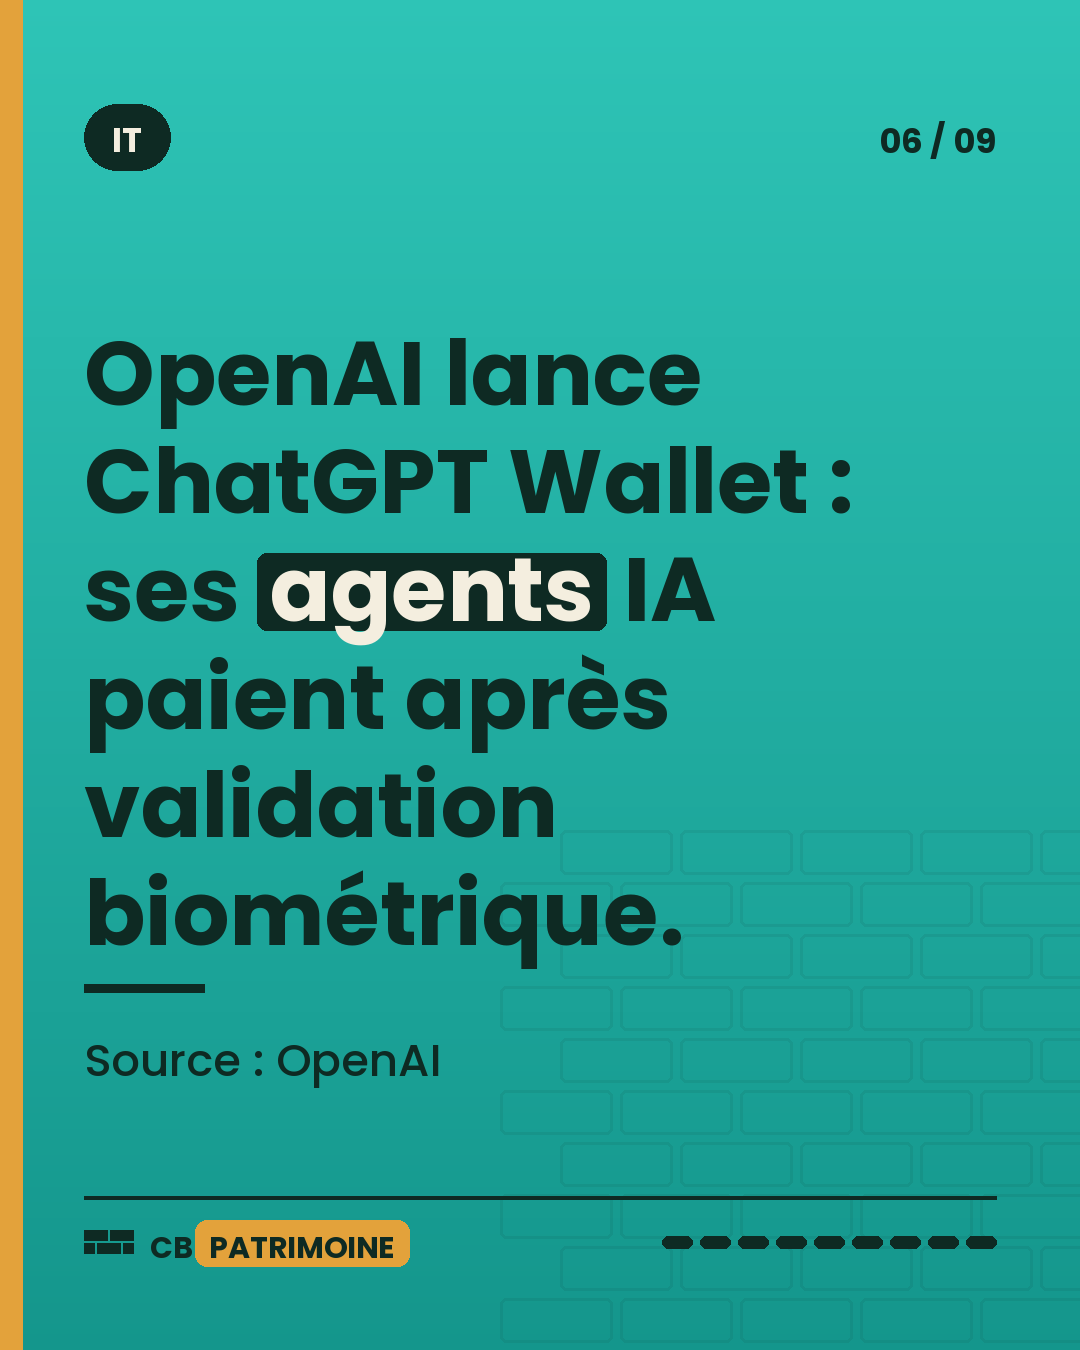 IT
06 / 09
OpenAI lance
ChatGPT Wallet :
ses agents IA
paient après
validation
biométrique.
Source : OpenAI
CB PATRIMOINE